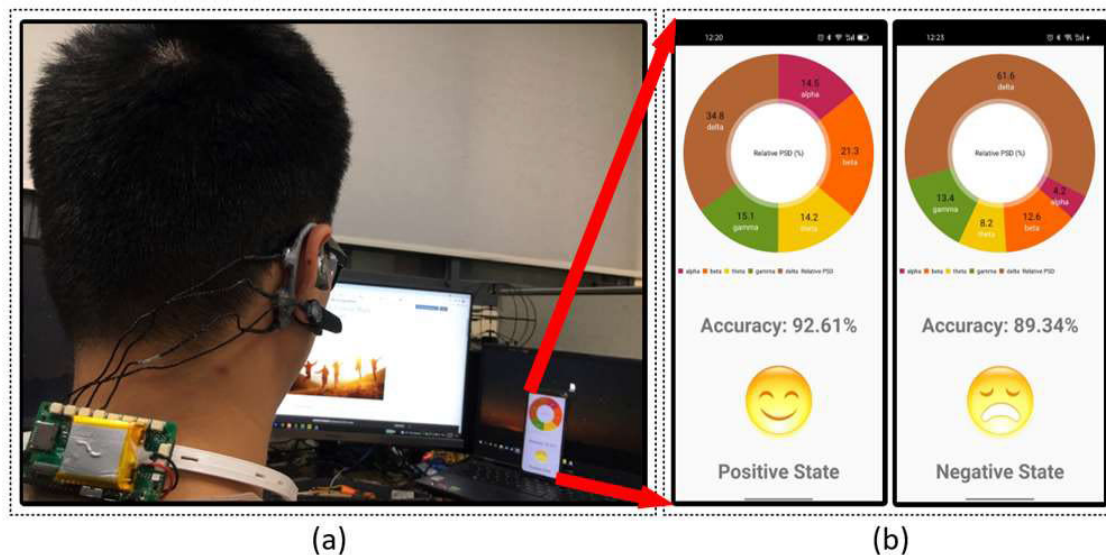 12:20
34.8
delta
14.5
alpha
21.3
beta
14.2
theta
15.1
gamma
Relative PSD (%)
alpha beta theta gamma delta Relative PSD
Accuracy: 92.61%
Positive State
12:23
61.6
delta
4.2
alpha
12.6
beta
8.2
theta
13.4
gamma
Relative PSD (%)
alpha beta theta gamma delta Relative PSD
Accuracy: 89.34%
Negative State
(a)
(b)